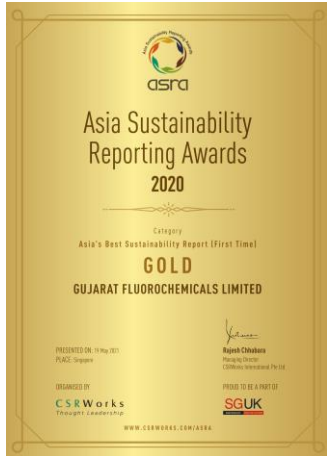 Asia Sustainability Reporting Awards
asra
Asia Sustainability
Reporting Awards
2020
Category
Asia's Best Sustainability Report (First Time)
GOLD
GUJARAT FLUOROCHEMICALS LIMITED
PRESENTED ON: 19 May 2021
PLACE: Singapore
Rajesh Chhabara
Managing Director
CSRWorks International Pte Ltd
ORGANISED BY
CSRWorks
Thought Leadership
PROUD TO BE A PART OF
SGUK
WWW.CSRWORKS.COM/ASRA